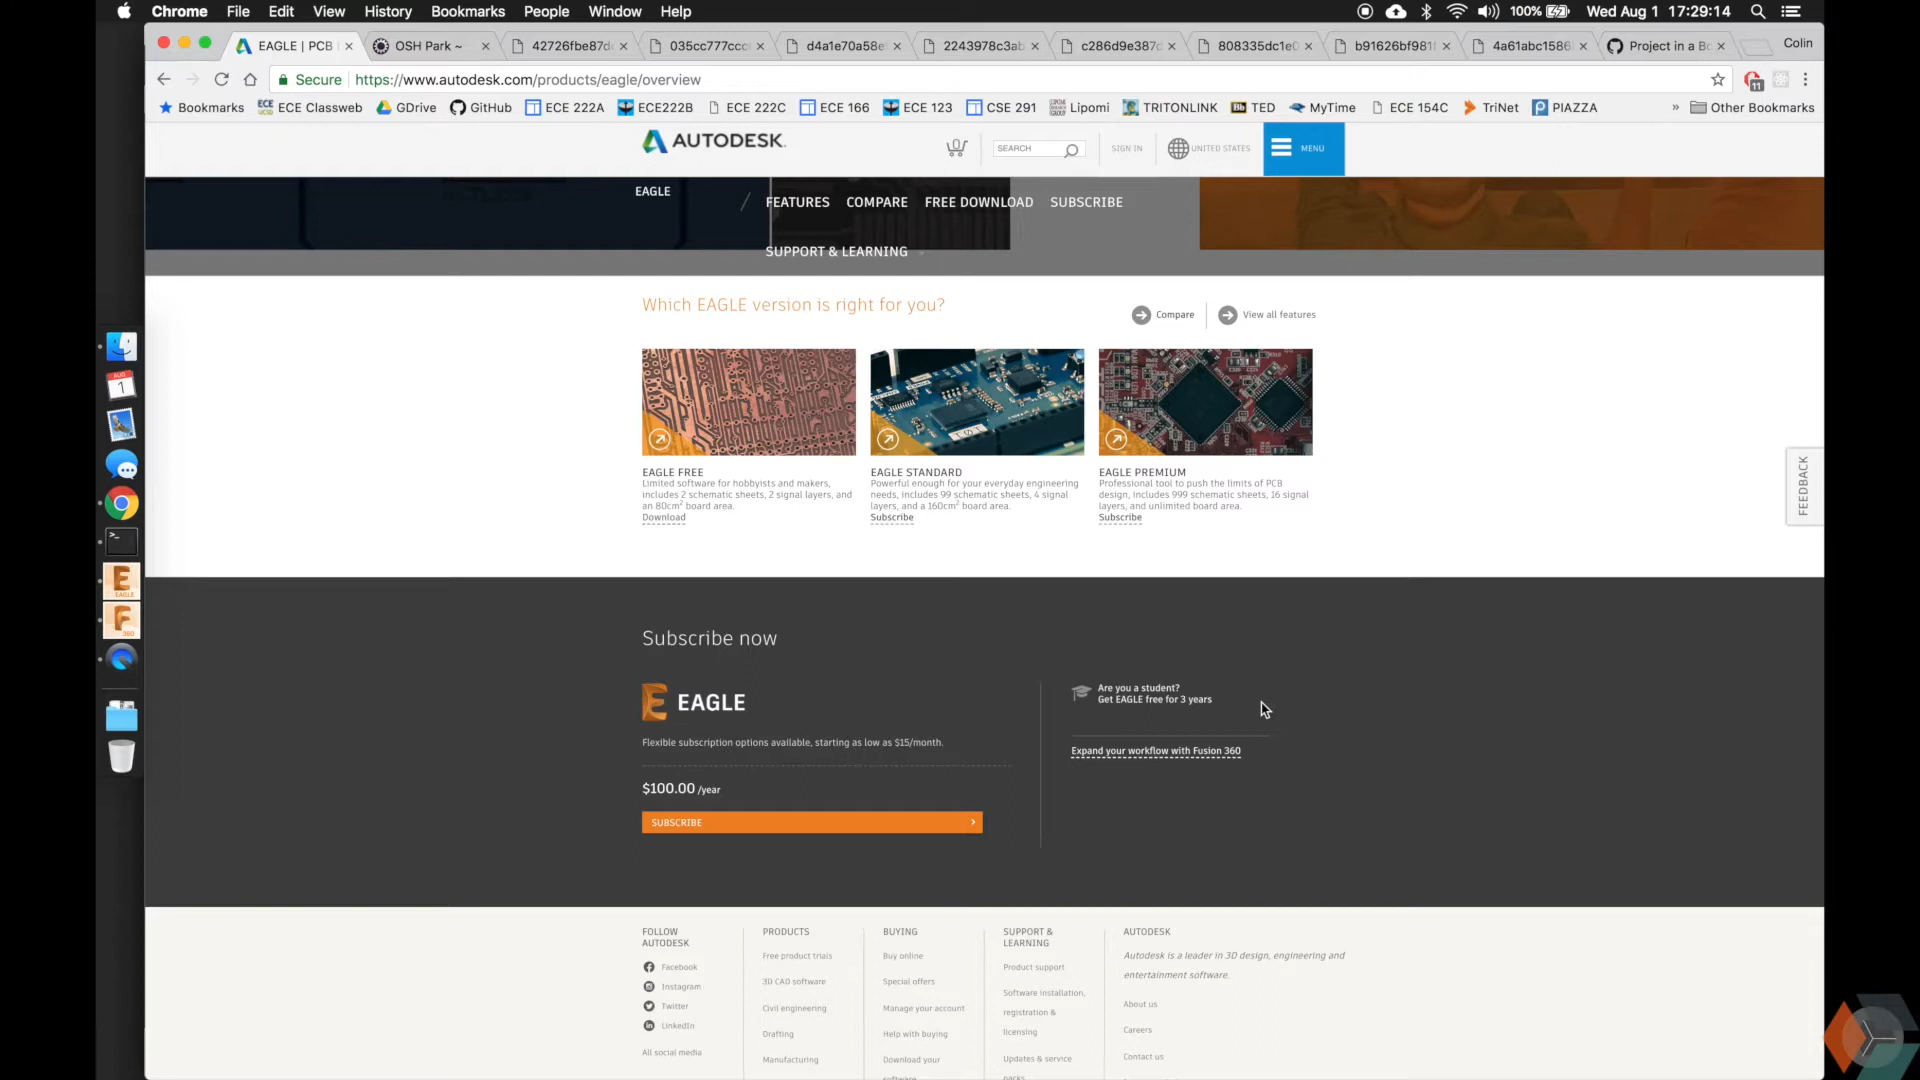 Chrome File Edit View History Bookmarks People Window Help
100% Wed Aug 1 17:29:14
EAGLE | PCB
OSH Park ~
42726fbe87d
035cc777ccc
d4a1e70a58e
2243978c3ab
c286d9e387d
808335dc1e0
b91626bf981
4a61abc1586
Project in a Bo
Colin
Secure https://www.autodesk.com/products/eagle/overview
11
Bookmarks ECE Classweb GDrive GitHub ECE 222A ECE222B ECE 222C ECE 166 ECE 123 CSE 291 Lipomi TRITONLINK TED MyTime ECE 154C TriNet PIAZZA » Other Bookmarks
AUTODESK.
0
SEARCH
SIGN IN
UNITED STATES
MENU
EAGLE
FEATURES COMPARE FREE DOWNLOAD SUBSCRIBE
SUPPORT & LEARNING
Which EAGLE version is right for you?
Compare
View all features
EAGLE FREE
Limited software for hobbyists and makers,
includes 2 schematic sheets, 2 signal layers, and
an 80cm² board area.
Download
EAGLE STANDARD
Powerful enough for your everyday engineering
needs, includes 99 schematic sheets, 4 signal
layers, and a 160cm² board area.
Subscribe
EAGLE PREMIUM
Professional tool to push the limits of PCB
design, includes 999 schematic sheets, 16 signal
layers, and unlimited board area.
Subscribe
FEEDBACK
AUG
1
E
EAGLE
F
360
Subscribe now
EAGLE
Flexible subscription options available, starting as low as $15/month.
$100.00 /year
SUBSCRIBE
Are you a student?
Get EAGLE free for 3 years
Expand your workflow with Fusion 360
FOLLOW
AUTODESK
Facebook
Instagram
Twitter
LinkedIn
All social media
PRODUCTS
Free product trials
3D CAD software
Civil engineering
Drafting
Manufacturing
BUYING
Buy online
Special offers
Manage your account
Help with buying
Download your
software
SUPPORT &
LEARNING
Product support
Software installation,
registration &
licensing
Updates & service
packs
AUTODESK
Autodesk is a leader in 3D design, engineering and
entertainment software.
About us
Careers
Contact us